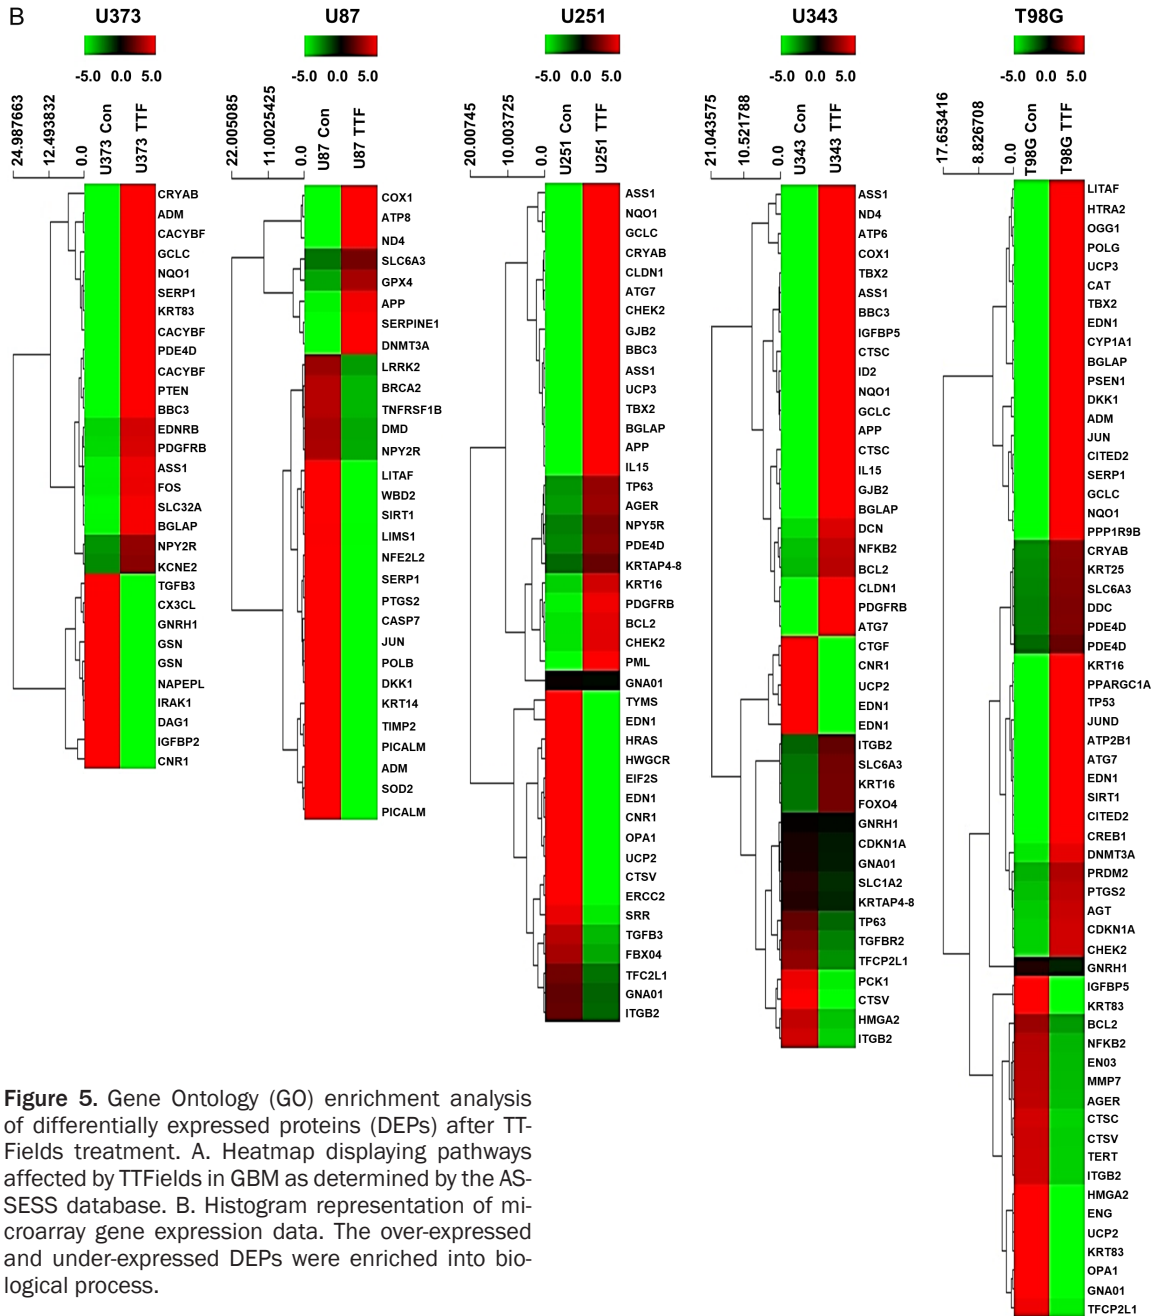 B
U373
-5.0 0.0 5.0
24.987663
12.493832
0.0
U373 Con
U373 TTF
CRYAB
ADM
CACYBF
GCLC
NQO1
SERP1
KRT83
CACYBF
PDE4D
CACYBF
PTEN
BBC3
EDNRB
PDGFRB
ASS1
FOS
SLC32A
BGLAP
NPY2R
KCNE2
TGFB3
CX3CL
GNRH1
GSN
GSN
NAPEPL
IRAK1
DAG1
IGFBP2
CNR1
U87
-5.0 0.0 5.0
22.005085
11.0025425
0.0
U87 Con
U87 TTF
COX1
ATP8
ND4
SLC6A3
GPX4
APP
SERPINE1
DNMT3A
LRRK2
BRCA2
TNFRSF1B
DMD
NPY2R
LITAF
WBD2
SIRT1
LIMS1
NFE2L2
SERP1
PTGS2
CASP7
JUN
POLB
DKK1
KRT14
TIMP2
PICALM
ADM
SOD2
PICALM
U251
-5.0 0.0 5.0
20.00745
10.003725
0.0
U251 Con
U251 TTF
ASS1
NQO1
GCLC
CRYAB
CLDN1
ATG7
CHEK2
GJB2
BBC3
ASS1
UCP3
TBX2
BGLAP
APP
IL15
TP63
AGER
NPY5R
PDE4D
KRTAP4-8
KRT16
PDGFRB
BCL2
CHEK2
PML
GNA01
TYMS
EDN1
HRAS
HWGCR
EIF2S
EDN1
CNR1
OPA1
UCP2
CTSV
ERCC2
SRR
TGFB3
FBX04
TFC2L1
GNA01
ITGB2
U343
-5.0 0.0 5.0
21.043575
10.521788
0.0
U343 Con
U343 TTF
ASS1
ND4
ATP6
COX1
TBX2
ASS1
BBC3
IGFBP5
CTSC
ID2
NQO1
GCLC
APP
CTSC
IL15
GJB2
BGLAP
DCN
NFKB2
BCL2
CLDN1
PDGFRB
ATG7
CTGF
CNR1
UCP2
EDN1
EDN1
ITGB2
SLC6A3
KRT16
FOXO4
GNRH1
CDKN1A
GNA01
SLC1A2
KRTAP4-8
TP63
TGFBR2
TFCP2L1
PCK1
CTSV
HMGA2
ITGB2
T98G
-5.0 0.0 5.0
17.653416
8.826708
0.0
T98G Con
T98G TTF
LITAF
HTRA2
OGG1
POLG
UCP3
CAT
TBX2
EDN1
CYP1A1
BGLAP
PSEN1
DKK1
ADM
JUN
CITED2
SERP1
GCLC
NQO1
PPP1R9B
CRYAB
KRT25
SLC6A3
DDC
PDE4D
PDE4D
KRT16
PPARGC1A
TP53
JUND
ATP2B1
ATG7
EDN1
SIRT1
CITED2
CREB1
DNMT3A
PRDM2
PTGS2
AGT
CDKN1A
CHEK2
GNRH1
IGFBP5
KRT83
BCL2
NFKB2
EN03
MMP7
AGER
CTSC
CTSV
TERT
ITGB2
HMGA2
ENG
UCP2
KRT83
OPA1
GNA01
TFCP2L1
Figure 5. Gene Ontology (GO) enrichment analysis
of differentially expressed proteins (DEPs) after TT-
Fields treatment. A. Heatmap displaying pathways
affected by TTFields in GBM as determined by the AS-
SESS database. B. Histogram representation of mi-
croarray gene expression data. The over-expressed
and under-expressed DEPs were enriched into bio-
logical process.